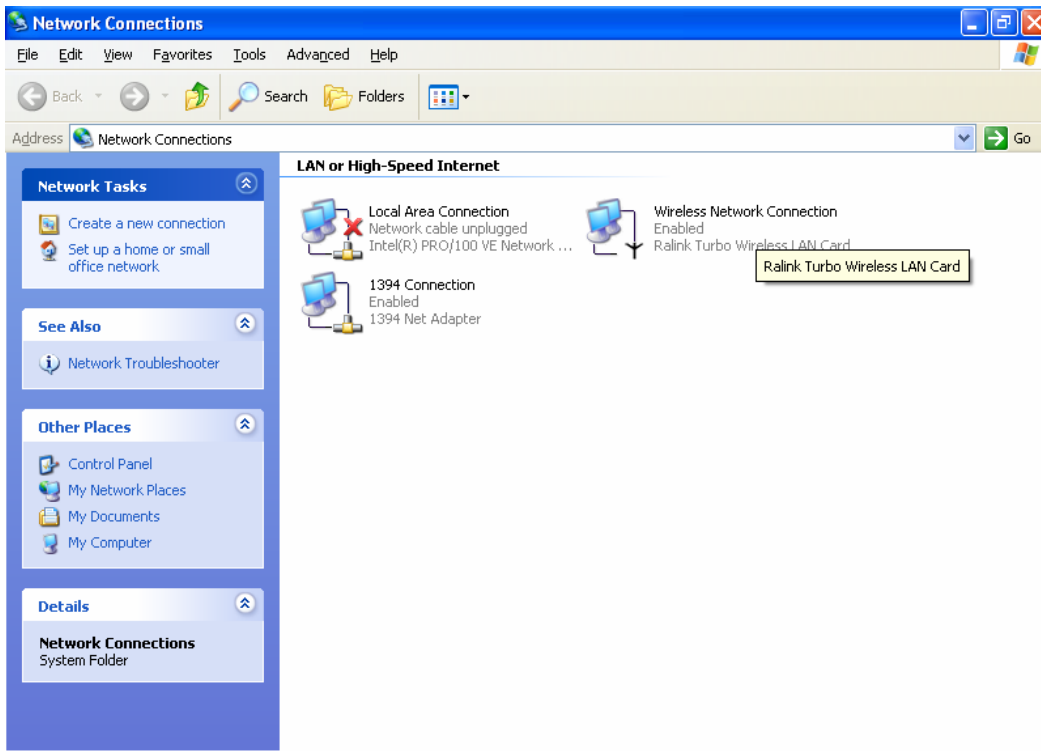 Network Connections
File Edit View Favorites Tools Advanced Help
Back Search Folders
Address Network Connections Go
Network Tasks
Create a new connection
Set up a home or small
office network
See Also
Network Troubleshooter
Other Places
Control Panel
My Network Places
My Documents
My Computer
Details
Network Connections
System Folder
LAN or High-Speed Internet
Local Area Connection
Network cable unplugged
Intel(R) PRO/100 VE Network ...
Wireless Network Connection
Enabled
Ralink Turbo Wireless LAN Card
Ralink Turbo Wireless LAN Card
1394 Connection
Enabled
1394 Net Adapter